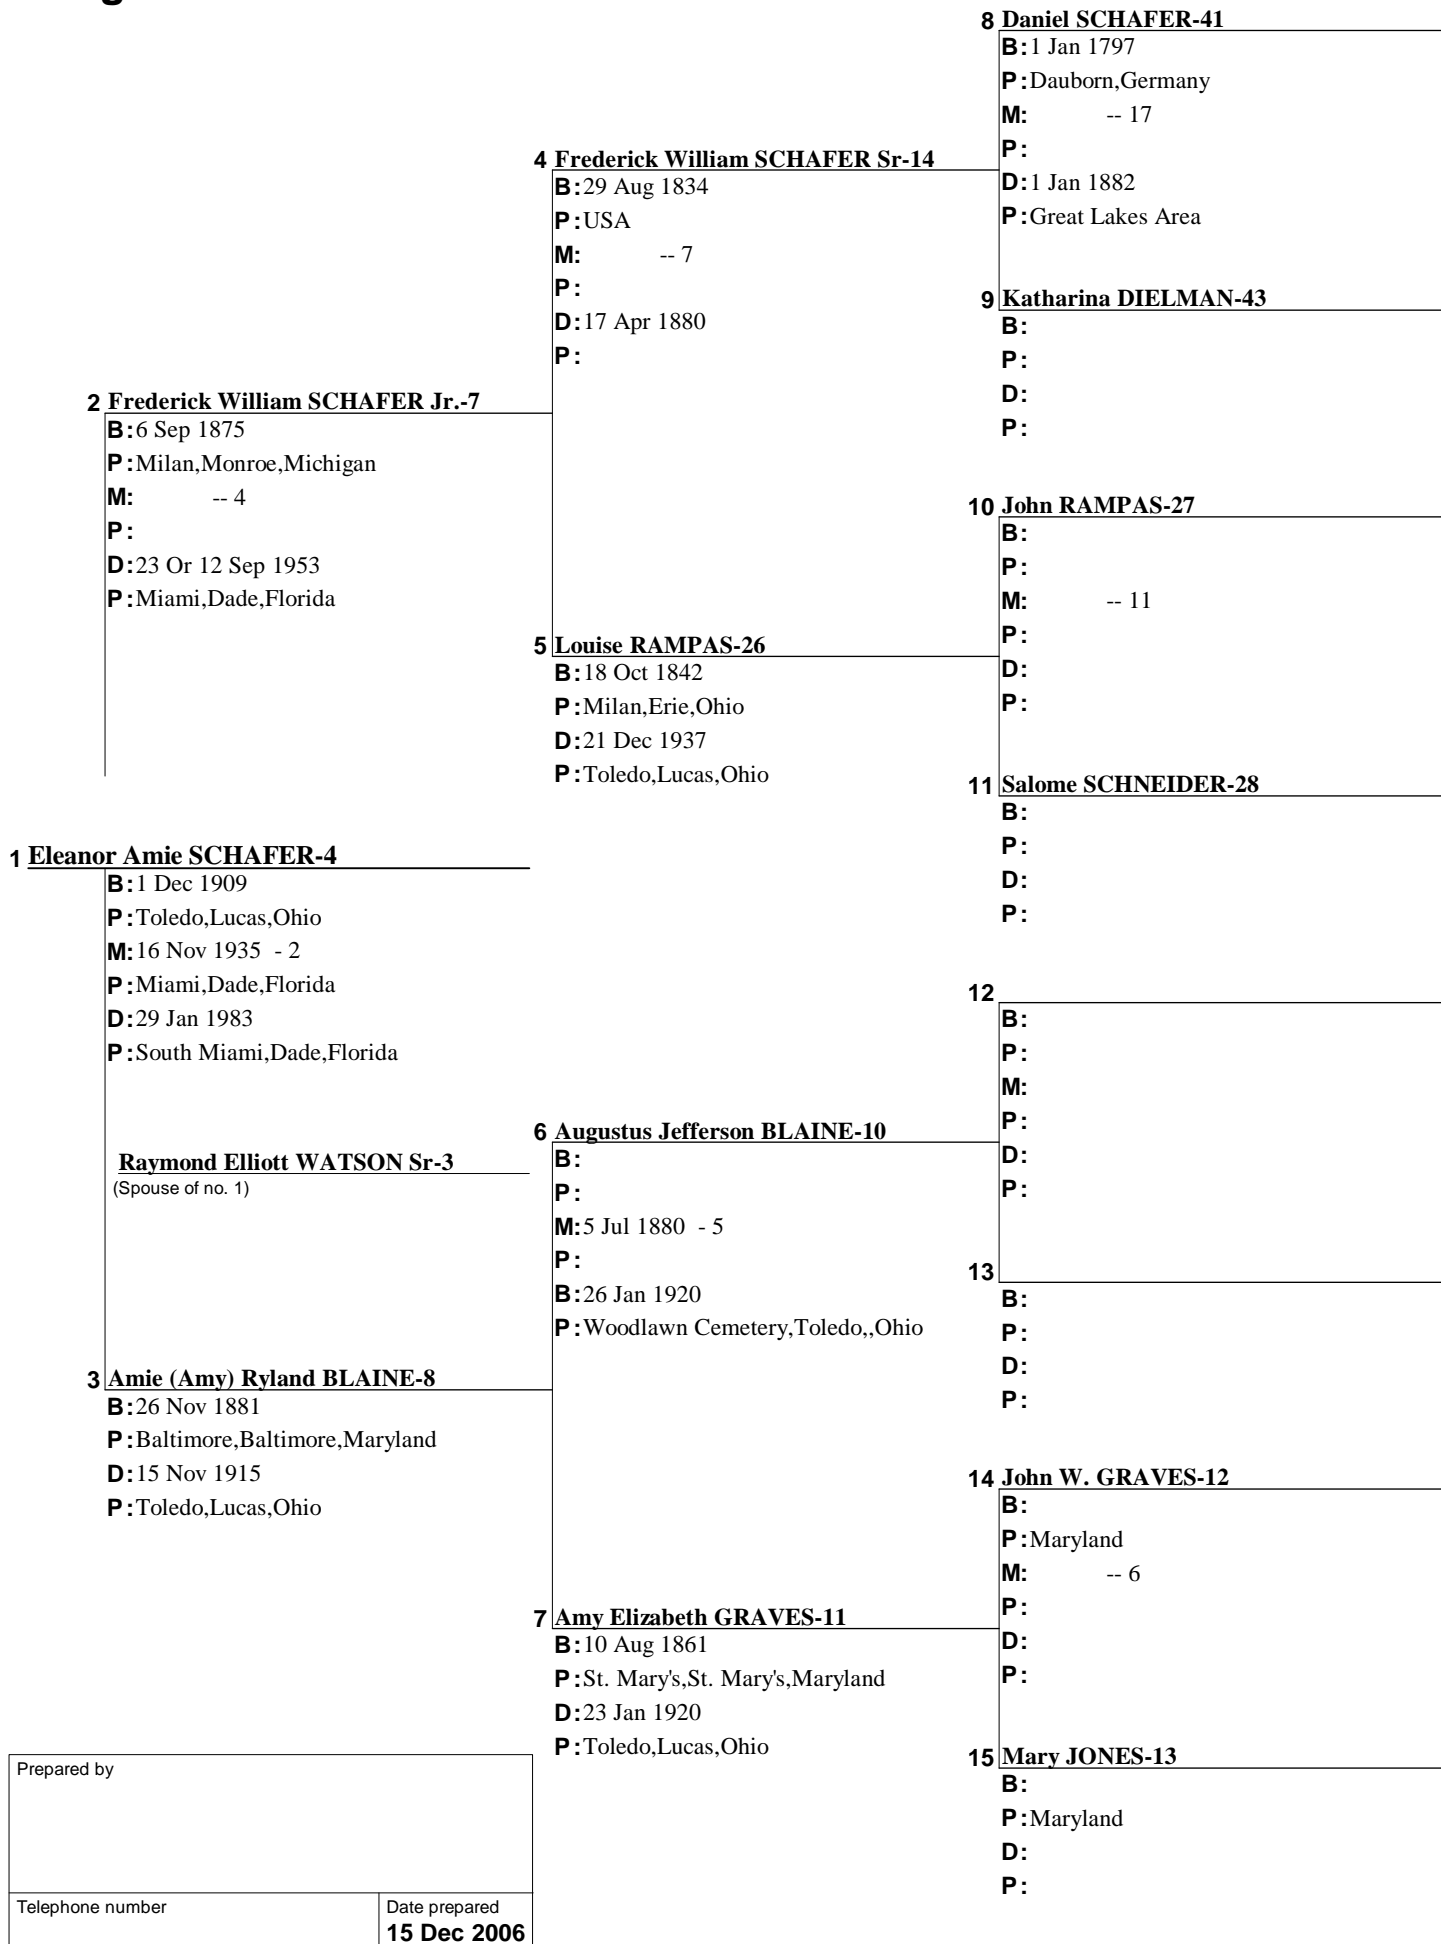 8 Daniel SCHAFER-41
B: 1 Jan 1797
P: Dauborn,Germany
M: -- 17
P:
D: 1 Jan 1882
P: Great Lakes Area
4 Frederick William SCHAFER Sr-14
B: 29 Aug 1834
P: USA
M: -- 7
P:
D: 17 Apr 1880
P:
9 Katharina DIELMAN-43
B:
P:
D:
P:
2 Frederick William SCHAFER Jr.-7
B: 6 Sep 1875
P: Milan,Monroe,Michigan
M: -- 4
P:
D: 23 Or 12 Sep 1953
P: Miami,Dade,Florida
10 John RAMPAS-27
B:
P:
M: -- 11
P:
D:
P:
5 Louise RAMPAS-26
B: 18 Oct 1842
P: Milan,Erie,Ohio
D: 21 Dec 1937
P: Toledo,Lucas,Ohio
11 Salome SCHNEIDER-28
B:
P:
D:
P:
1 Eleanor Amie SCHAFER-4
B: 1 Dec 1909
P: Toledo,Lucas,Ohio
M: 16 Nov 1935 - 2
P: Miami,Dade,Florida
D: 29 Jan 1983
P: South Miami,Dade,Florida
12
B:
P:
M:
P:
D:
P:
Raymond Elliott WATSON Sr-3
(Spouse of no. 1)
6 Augustus Jefferson BLAINE-10
B:
P:
M: 5 Jul 1880 - 5
P:
B: 26 Jan 1920
P: Woodlawn Cemetery,Toledo,,Ohio
13
B:
P:
D:
P:
3 Amie (Amy) Ryland BLAINE-8
B: 26 Nov 1881
P: Baltimore,Baltimore,Maryland
D: 15 Nov 1915
P: Toledo,Lucas,Ohio
14 John W. GRAVES-12
B:
P: Maryland
M: -- 6
P:
D:
P:
7 Amy Elizabeth GRAVES-11
B: 10 Aug 1861
P: St. Mary's,St. Mary's,Maryland
D: 23 Jan 1920
P: Toledo,Lucas,Ohio
15 Mary JONES-13
B:
P: Maryland
D:
P:
Prepared by
Telephone number
Date prepared
15 Dec 2006